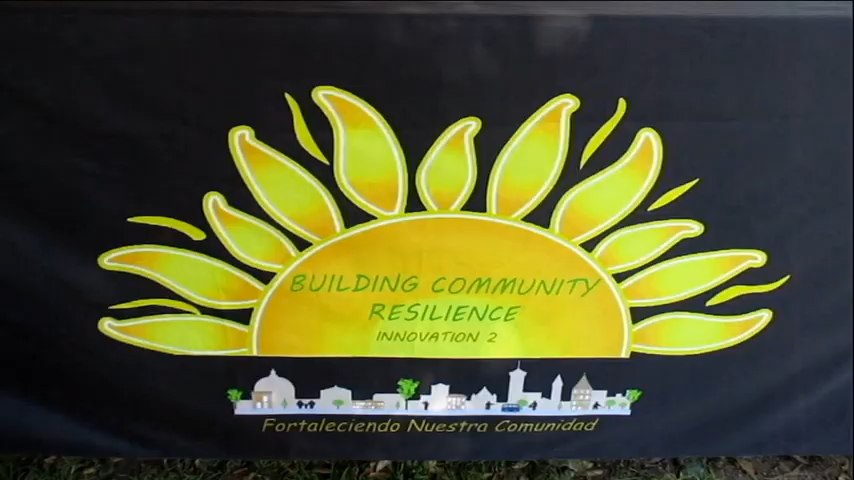 BUILDING COMMUNITY
RESILIENCE
INNOVATION 2
Fortaleciendo Nuestra Comunidad